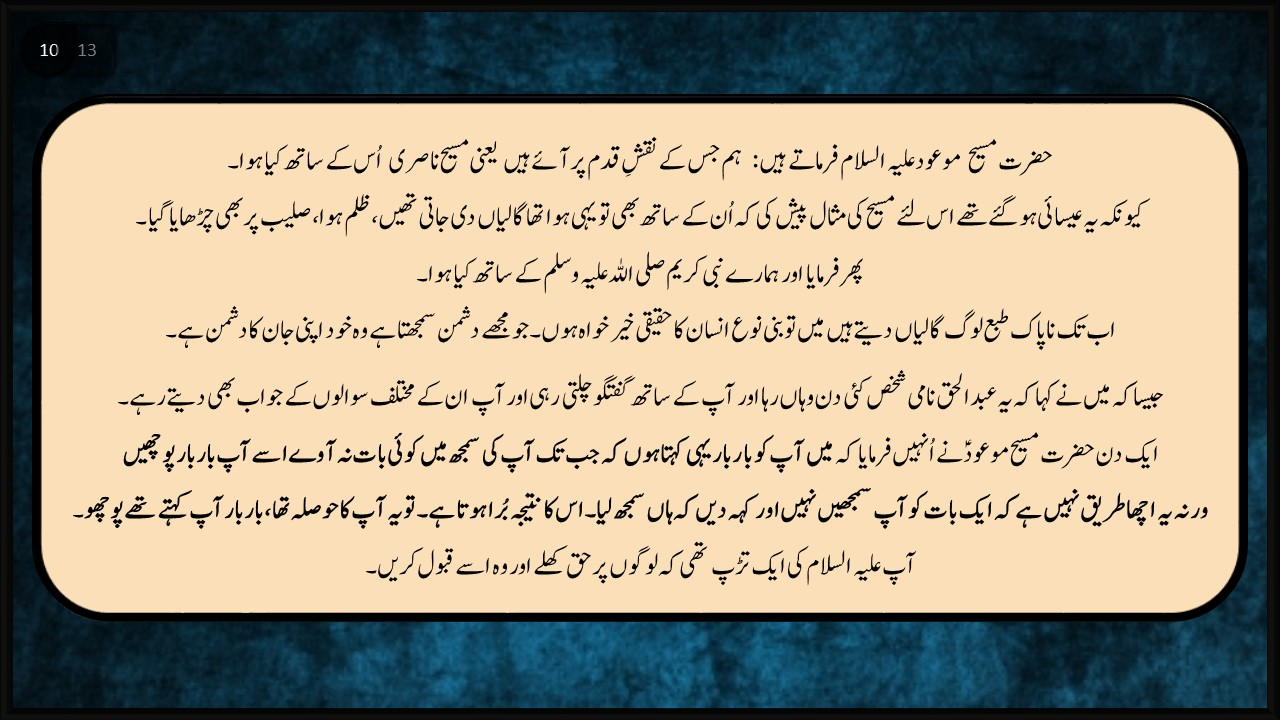 10 13
حضرت مسیح موعود علیہ السلام فرماتے ہیں: ہم جس کے نقشِ قدم پر آئے ہیں یعنی مسیح ناصری اُس کے ساتھ کیا ہوا۔
کیونکہ یہ عیسائی ہو گئے تھے اس لئے مسیح کی مثال پیش کی کہ اُن کے ساتھ بھی تو یہی ہوا تھا گالیاں دی جاتی تھیں، ظلم ہوا، صلیب پر بھی چڑھایا گیا۔
پھر فرمایا اور ہمارے نبی کریم صلی اللہ علیہ وسلم کے ساتھ کیا ہوا۔
اب تک ناپاک طبع لوگ گالیاں دیتے ہیں میں تو بنی نوع انسان کا حقیقی خیر خواہ ہوں۔ جو مجھے دشمن سمجھتا ہے وہ خود اپنی جان کا دشمن ہے۔
جیسا کہ میں نے کہا کہ یہ عبد الحق نامی شخص کئی دن وہاں رہا اور آپ کے ساتھ گفتگو چلتی رہی اور آپ ان کے مختلف سوالوں کے جواب بھی دیتے رہے۔
ایک دن حضرت مسیح موعودؑ نے اُنہیں فرمایا کہ میں آپ کو بار بار یہی کہتا ہوں کہ جب تک آپ کی سمجھ میں کوئی بات نہ آوے اسے آپ بار بار پوچھیں
ورنہ یہ اچھا طریق نہیں ہے کہ ایک بات کو آپ سمجھیں نہیں اور کہہ دیں کہ ہاں سمجھ لیا۔ اس کا نتیجہ بُرا ہوتا ہے۔ تو یہ آپ کا حوصلہ تھا، بار بار آپ کہتے تھے پوچھو۔
آپ علیہ السلام کی ایک تڑپ تھی کہ لوگوں پر حق کھلے اور وہ اسے قبول کریں۔